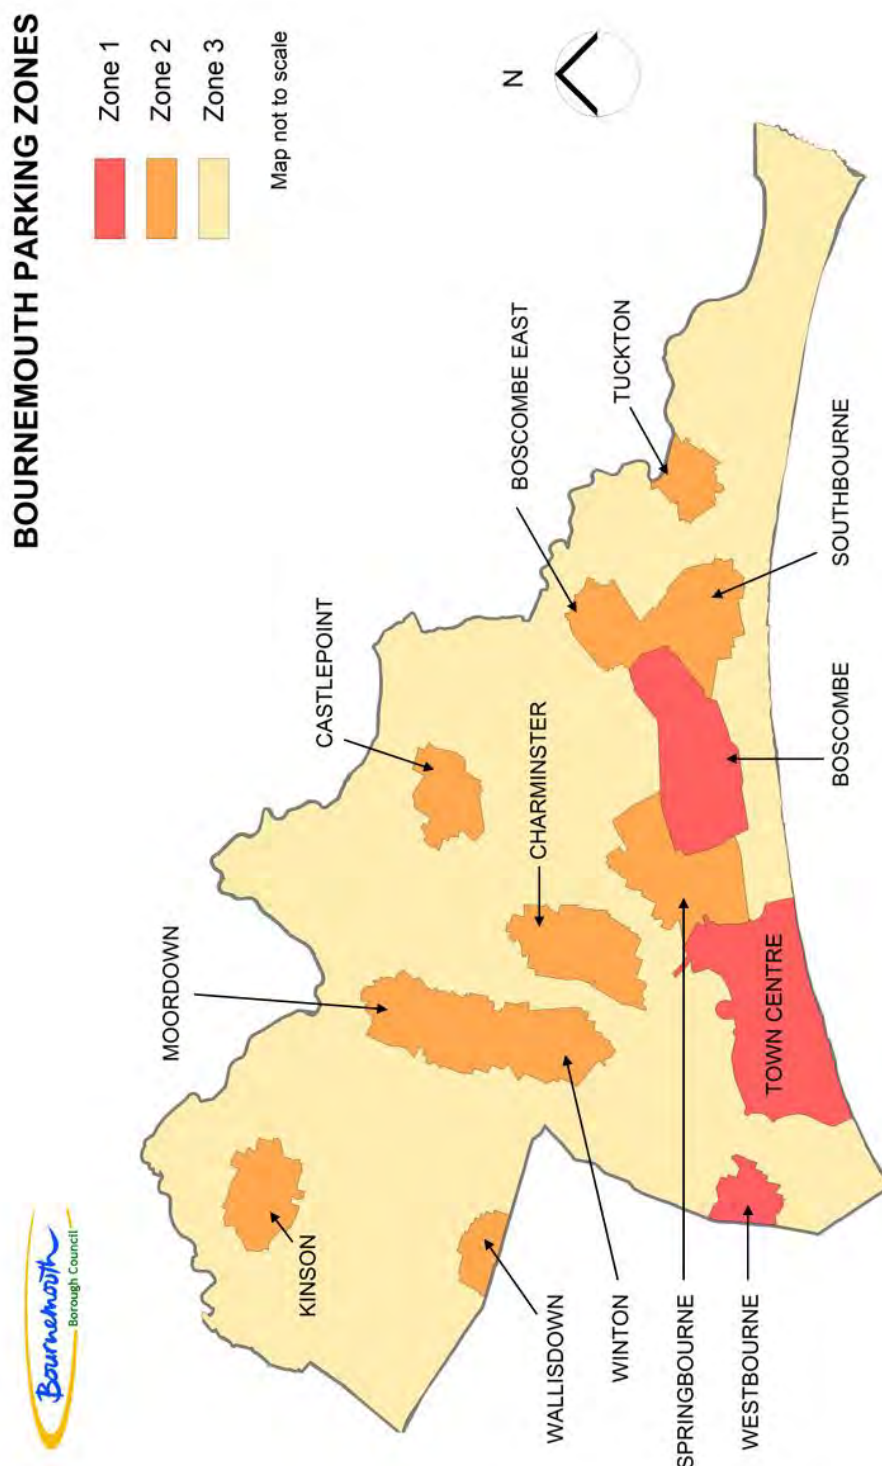 BOURNEMOUTH PARKING ZONES
Zone 1
Zone 2
Zone 3
Map not to scale
N
Bournemouth
Borough Council
KINSON
MOORDOWN
CASTLEPOINT
BOSCOMBE EAST
TUCKTON
CHARMINSTER
WALLISDOWN
WINTON
SPRINGBOURNE
WESTBOURNE
TOWN CENTRE
BOSCOMBE
SOUTHBOURNE